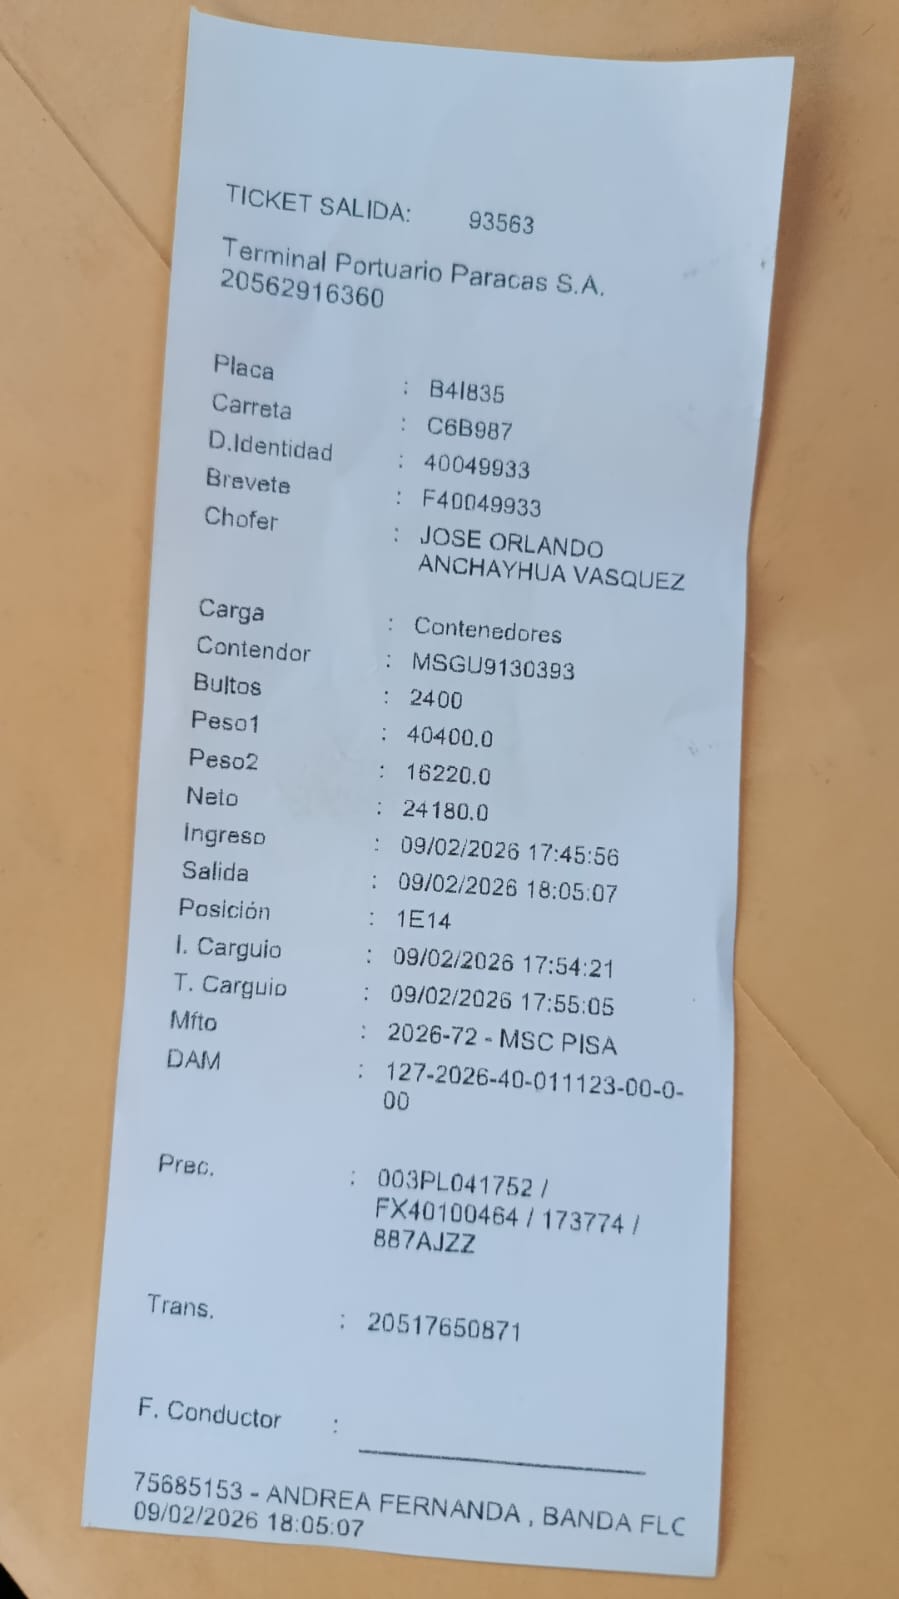 TICKET SALIDA: 93563
Terminal Portuario Paracas S.A.
20562916360
Placa : B4I835
Carreta : C6B987
D.Identidad : 40049933
Brevete : F40049933
Chofer : JOSE ORLANDO
ANCHAYHUA VASQUEZ
Carga : Contenedores
Contendor : MSGU9130393
Bultos : 2400
Peso1 : 40400.0
Peso2 : 16220.0
Neto : 24180.0
Ingreso : 09/02/2026 17:45:56
Salida : 09/02/2026 18:05:07
Posición : 1E14
I. Carguio : 09/02/2026 17:54:21
T. Carguio : 09/02/2026 17:55:05
Mfto : 2026-72 - MSC PISA
DAM : 127-2026-40-011123-00-0-
00
Prec. : 003PL041752 /
FX40100464 / 173774 /
887AJZZ
Trans. : 20517650871
F. Conductor :
75685153 - ANDREA FERNANDA , BANDA FLC
09/02/2026 18:05:07